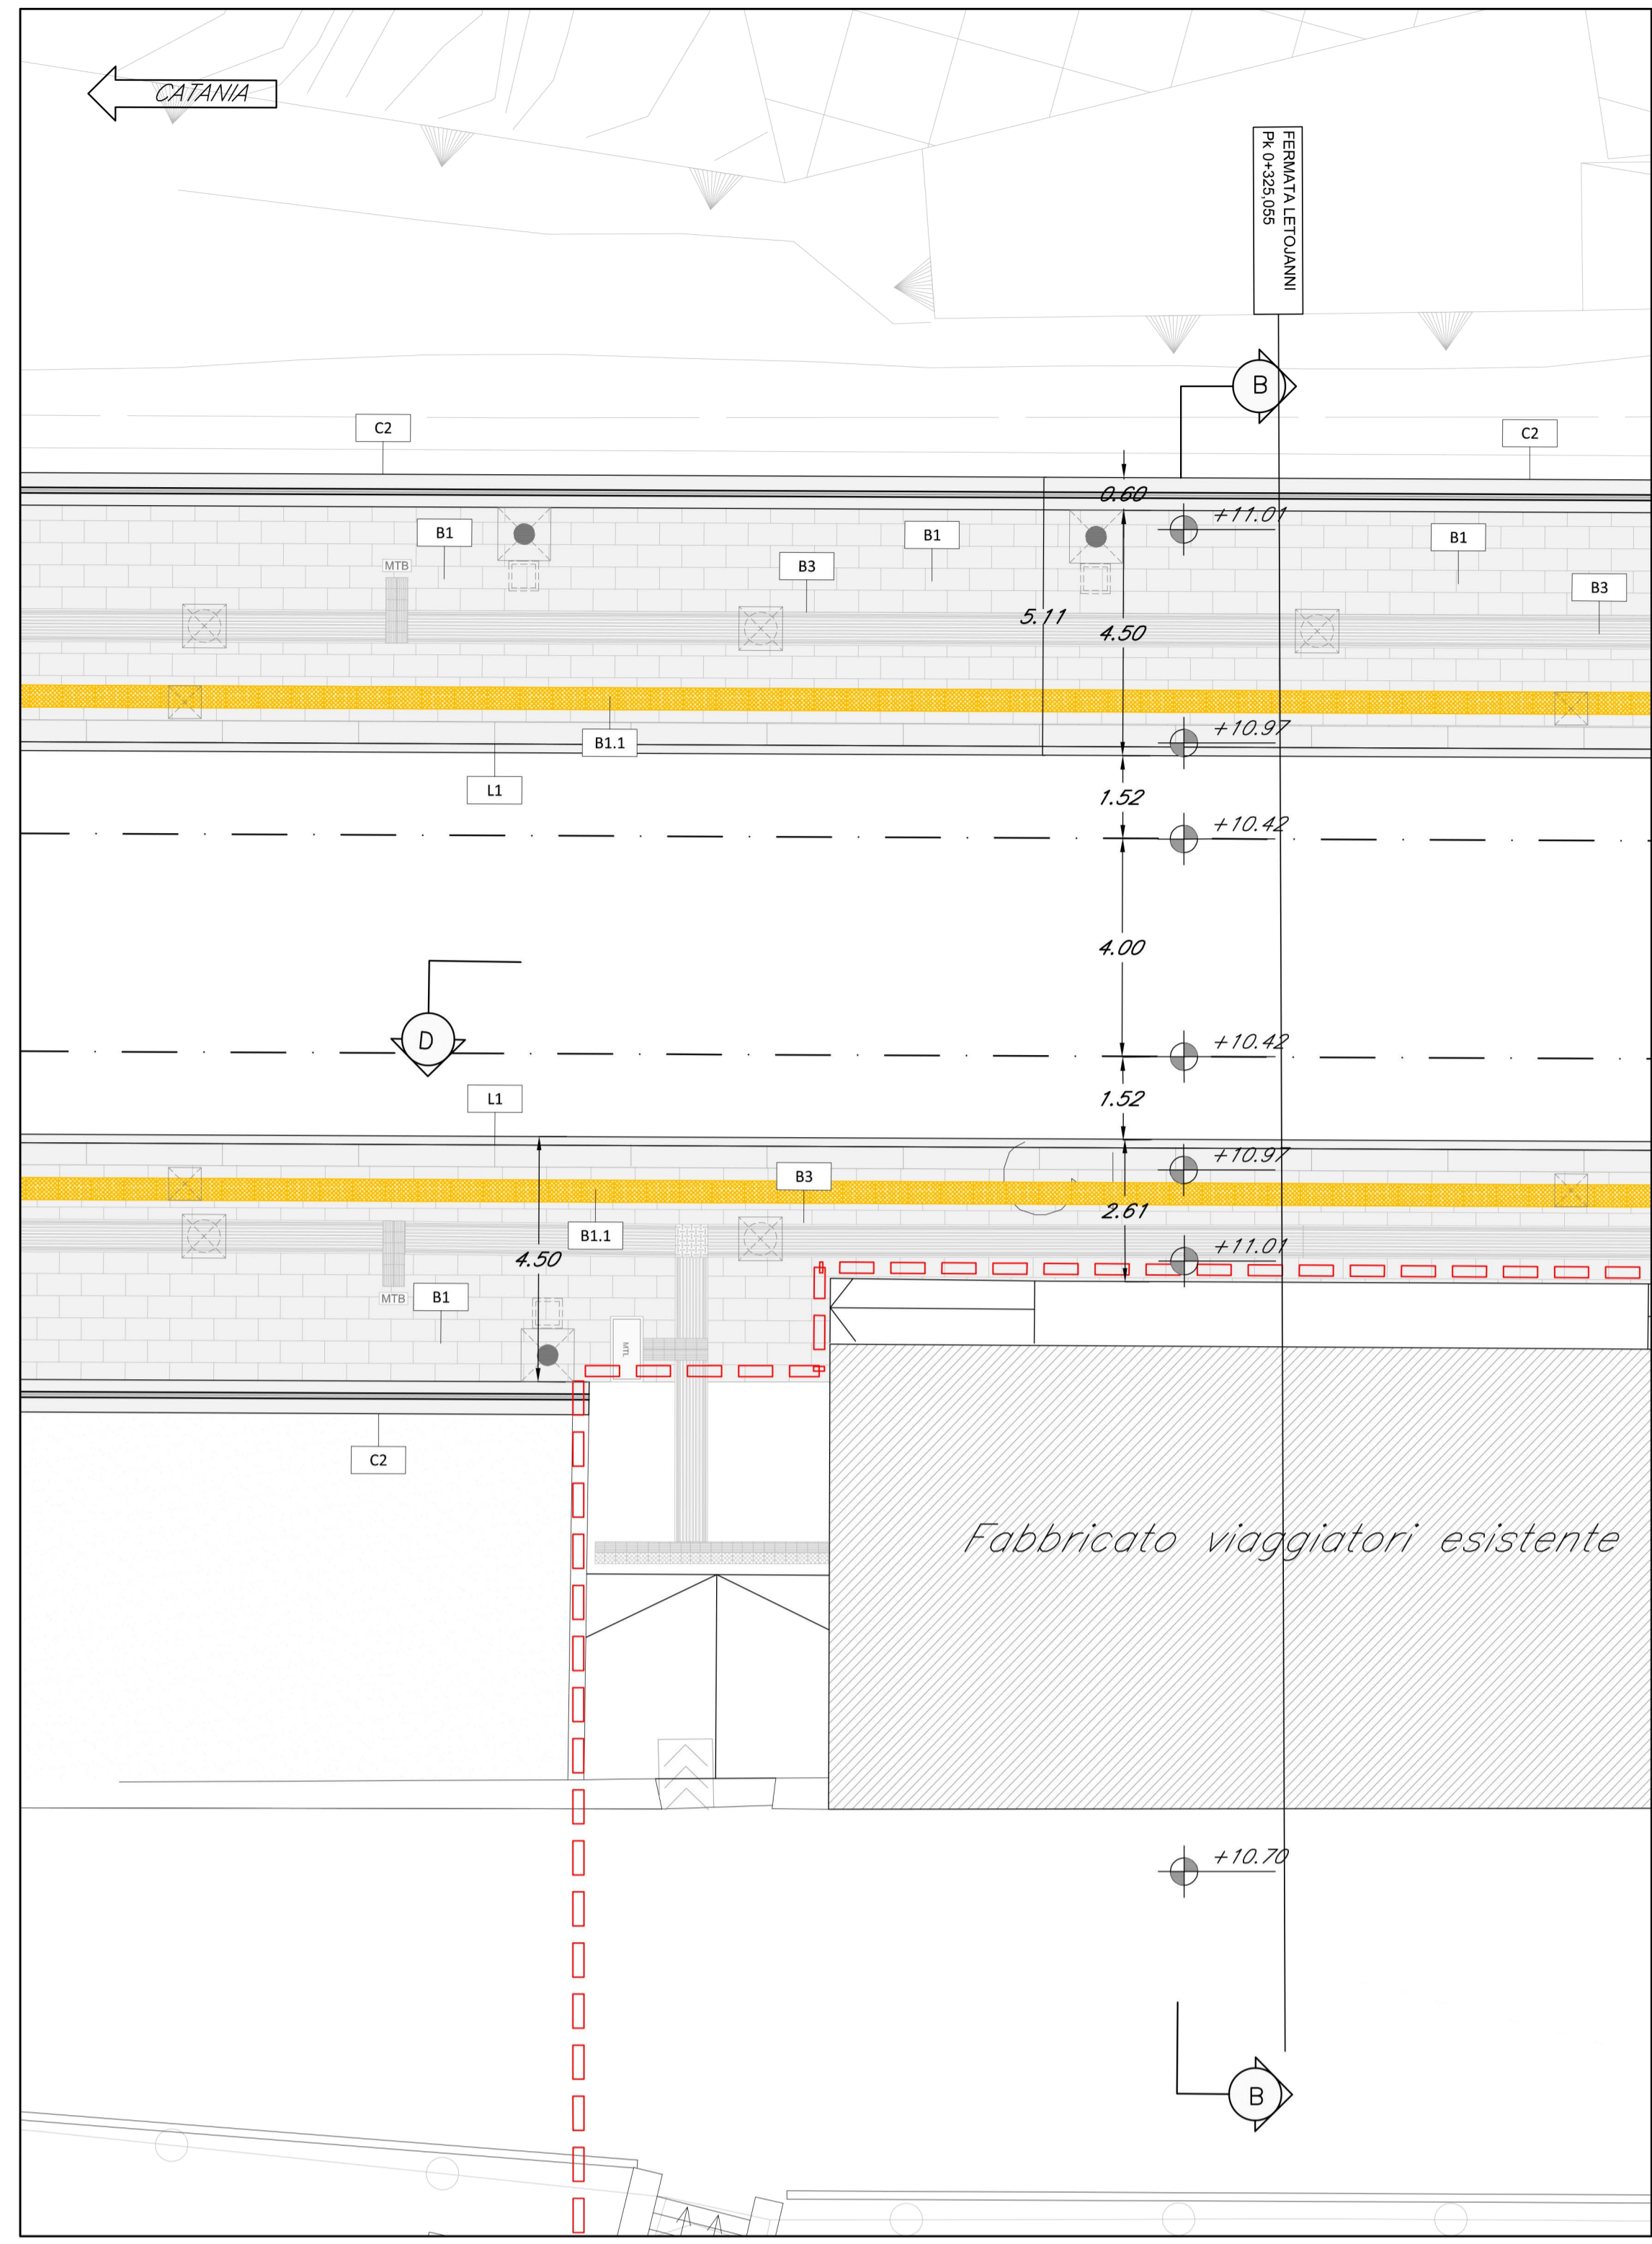 CATANIA
FERMATA LETOJANNI
Pk 0+325,055
B
C2
C2
0.60
+11.01
B1
B1
B1
MTB
B3
B3
5.11
4.50
+10.97
B1.1
L1
1.52
+10.42
4.00
D
+10.42
L1
1.52
+10.97
B3
2.61
B1.1
+11.01
4.50
MTB
B1
MTL
C2
Fabbricato viaggiatori esistente
+10.70
B